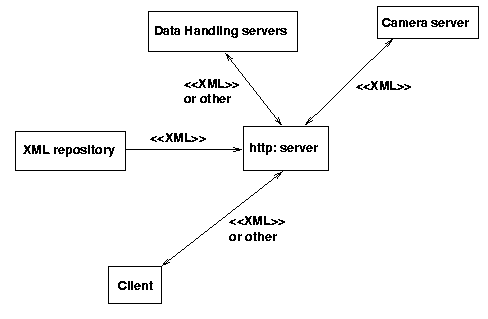 Data Handling servers
Camera server
<<XML>>
or other
<<XML>>
XML repository
<<XML>>
http: server
<<XML>>
or other
Client